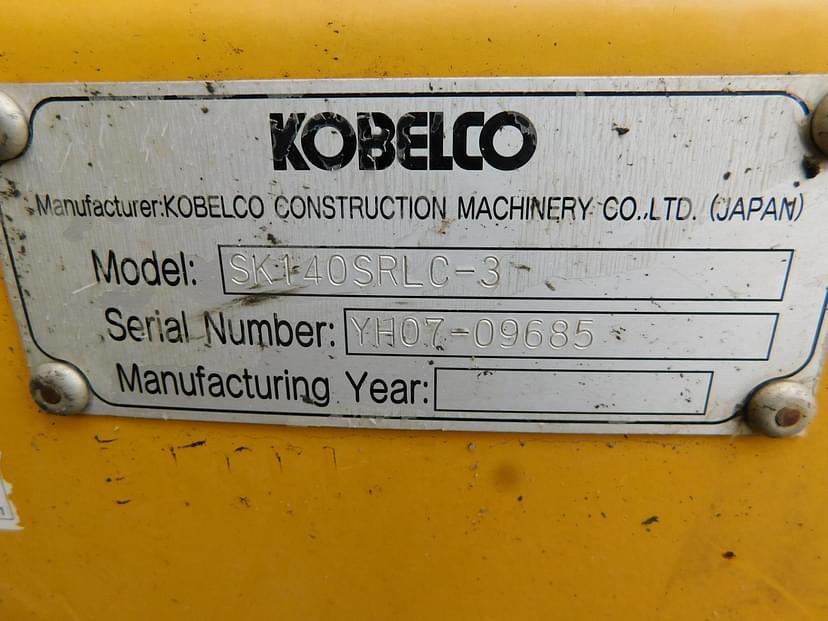 KOBELCO
Manufacturer:KOBELCO CONSTRUCTION MACHINERY CO.,LTD. (JAPAN)
Model: SK140SRLC-3
Serial Number: YH07-09685
Manufacturing Year: